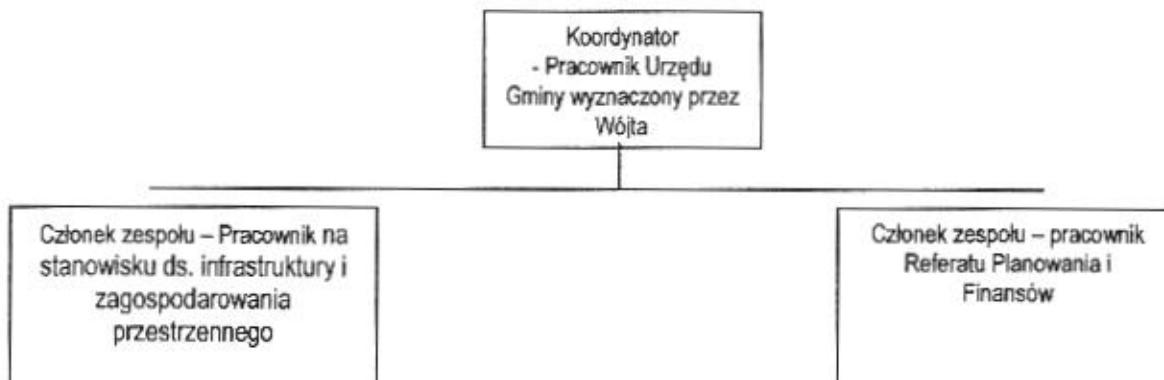 Koordynator
- Pracownik Urzędu
Gminy wyznaczony przez
Wójta
Członek zespołu – Pracownik na
stanowisku ds. infrastruktury i
zagospodarowania
przestrzennego
Członek zespołu – pracownik
Referatu Planowania i
Finansów